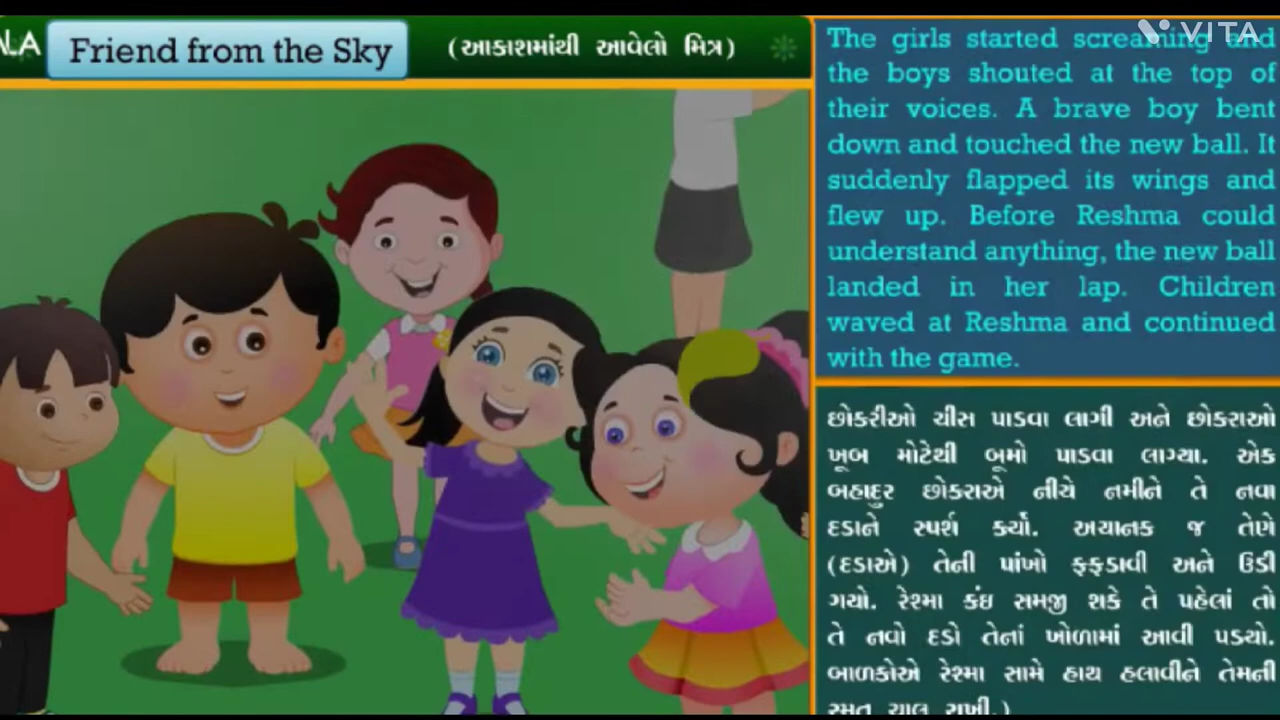 ALA
Friend from the Sky
(આકાશમાંથી આવેલો મિત્ર)
VITA
The girls started screaming and
the boys shouted at the top of
their voices. A brave boy bent
down and touched the new ball. It
suddenly flapped its wings and
flew up. Before Reshma could
understand anything, the new ball
landed in her lap. Children
waved at Reshma and continued
with the game.
છોકરીઓ ચીસ પાડવા લાગી અને છોકરાઓ
ખૂબ મોટેથી બૂમો પાડવા લાગ્યા. એક
બહાદુર છોકરાએ નીચે નમીને તે નવા
દડાને સ્પર્શ કર્યો. અચાનક જ તેણે
(દડાએ) તેની પાંખો ફફડાવી અને ઉડી
ગયો. રેશ્મા કંઇ સમજી શકે તે પહેલાં તો
તે નવો દડો તેનાં ખોળામાં આવી પડયો.
બાળકોએ રેશ્મા સામે હાથ હલાવીને તેમની
રમત ચાલુ રાખી.)